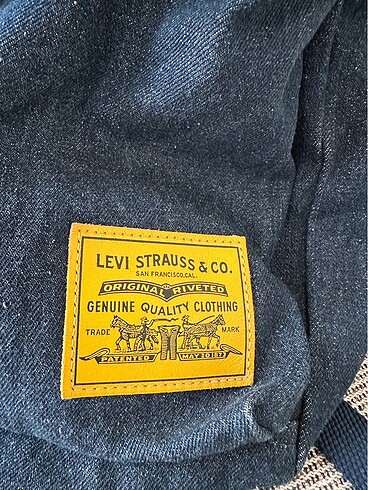 LEVI STRAUSS & CO.
SAN FRANCISCO, CAL.
ORIGINAL RIVETED
GENUINE QUALITY CLOTHING
TRADE MARK
PATENTED MAY 20 1873